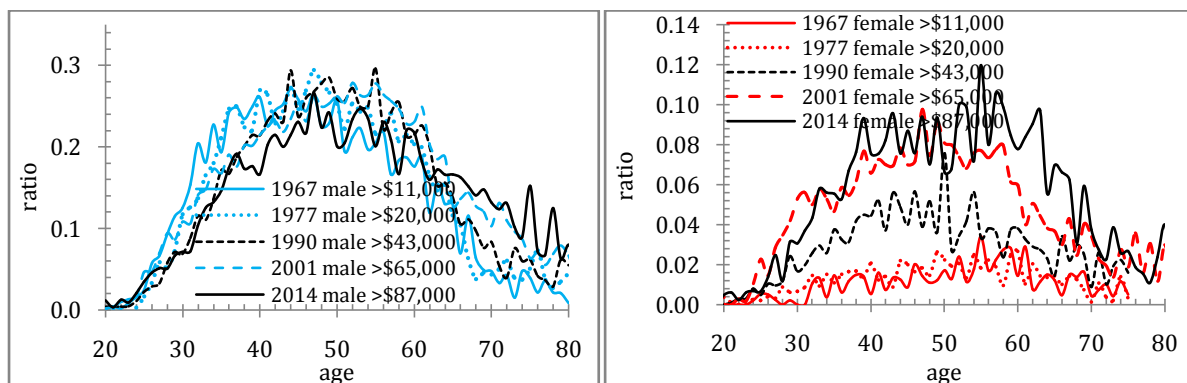 0.3
0.2
0.1
0.0
ratio
1967 male >$11,000
1977 male >$20,000
1990 male >$43,000
2001 male >$65,000
2014 male >$87,000
20 30 40 50 60 70 80
age
0.14
0.12
0.10
0.08
0.06
0.04
0.02
0.00
ratio
1967 female >$11,000
1977 female >$20,000
1990 female >$43,000
2001 female >$65,000
2014 female >$87,000
20 30 40 50 60 70 80
age